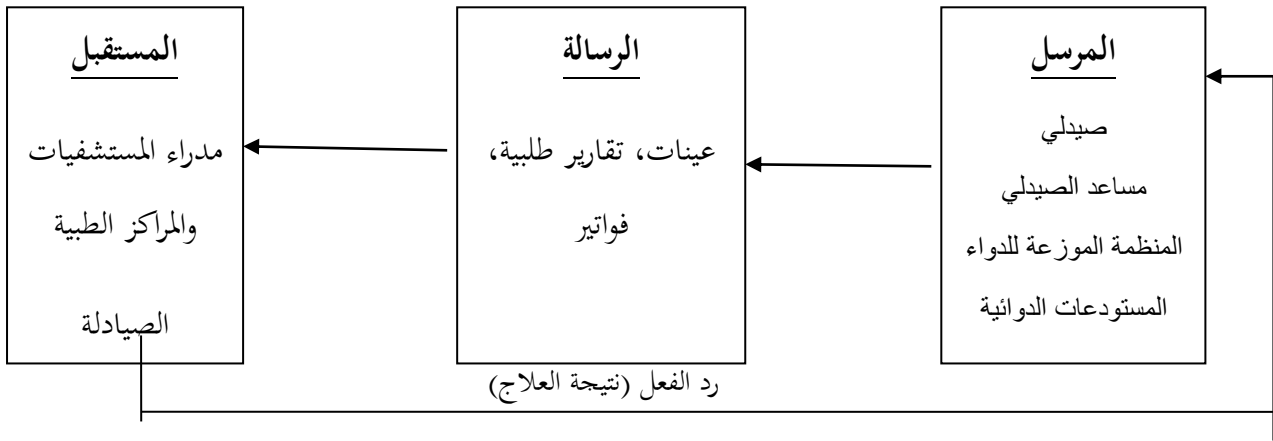 المرسل
صيدلي
مساعد الصيدلي
المنظمة الموزعة للدواء
المستودعات الدوائية
الرسالة
عينات، تقارير طلبية،
فواتير
المستقبل
مدراء المستشفيات
والمراكز الطبية
الصيادلة
رد الفعل (نتيجة العلاج)